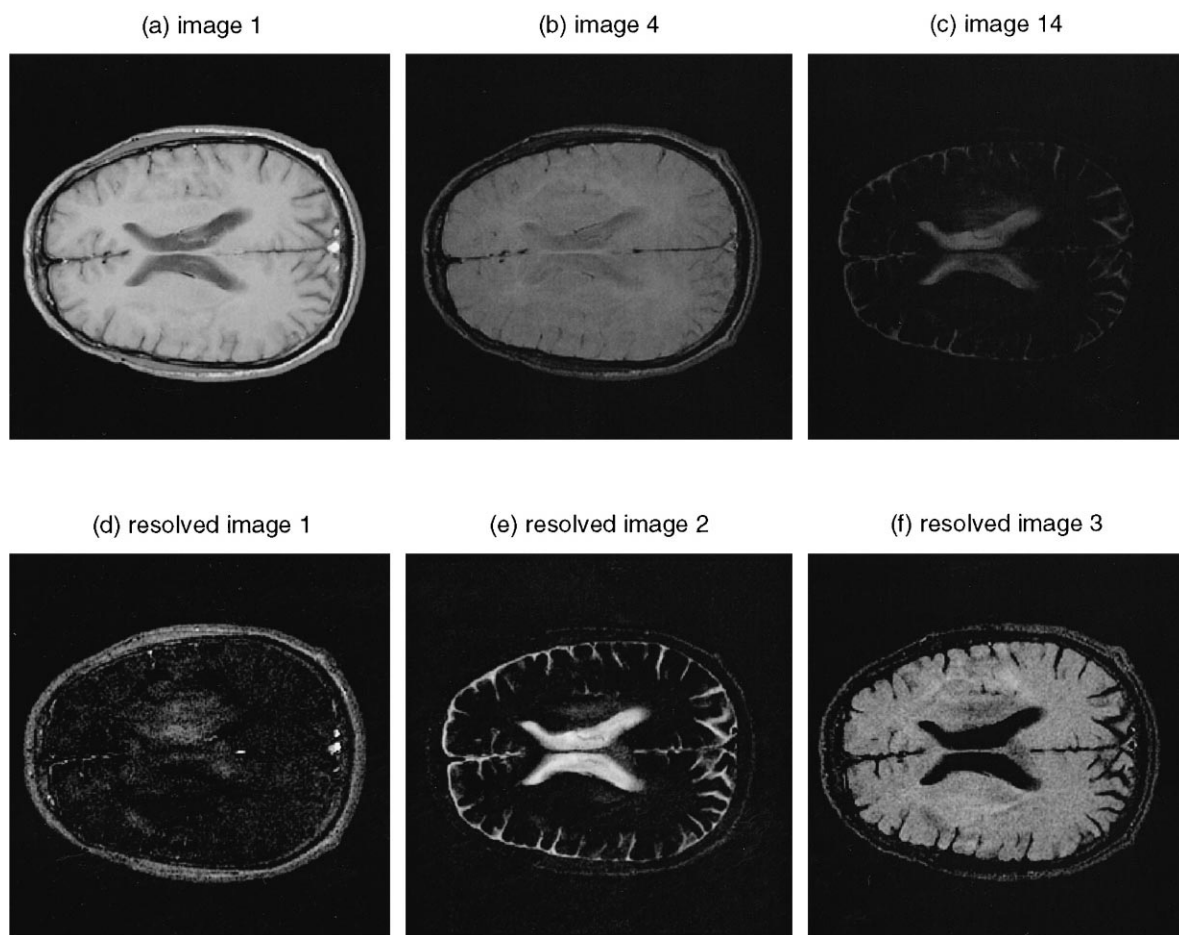 (a) image 1
(b) image 4
(c) image 14
(d) resolved image 1
(e) resolved image 2
(f) resolved image 3